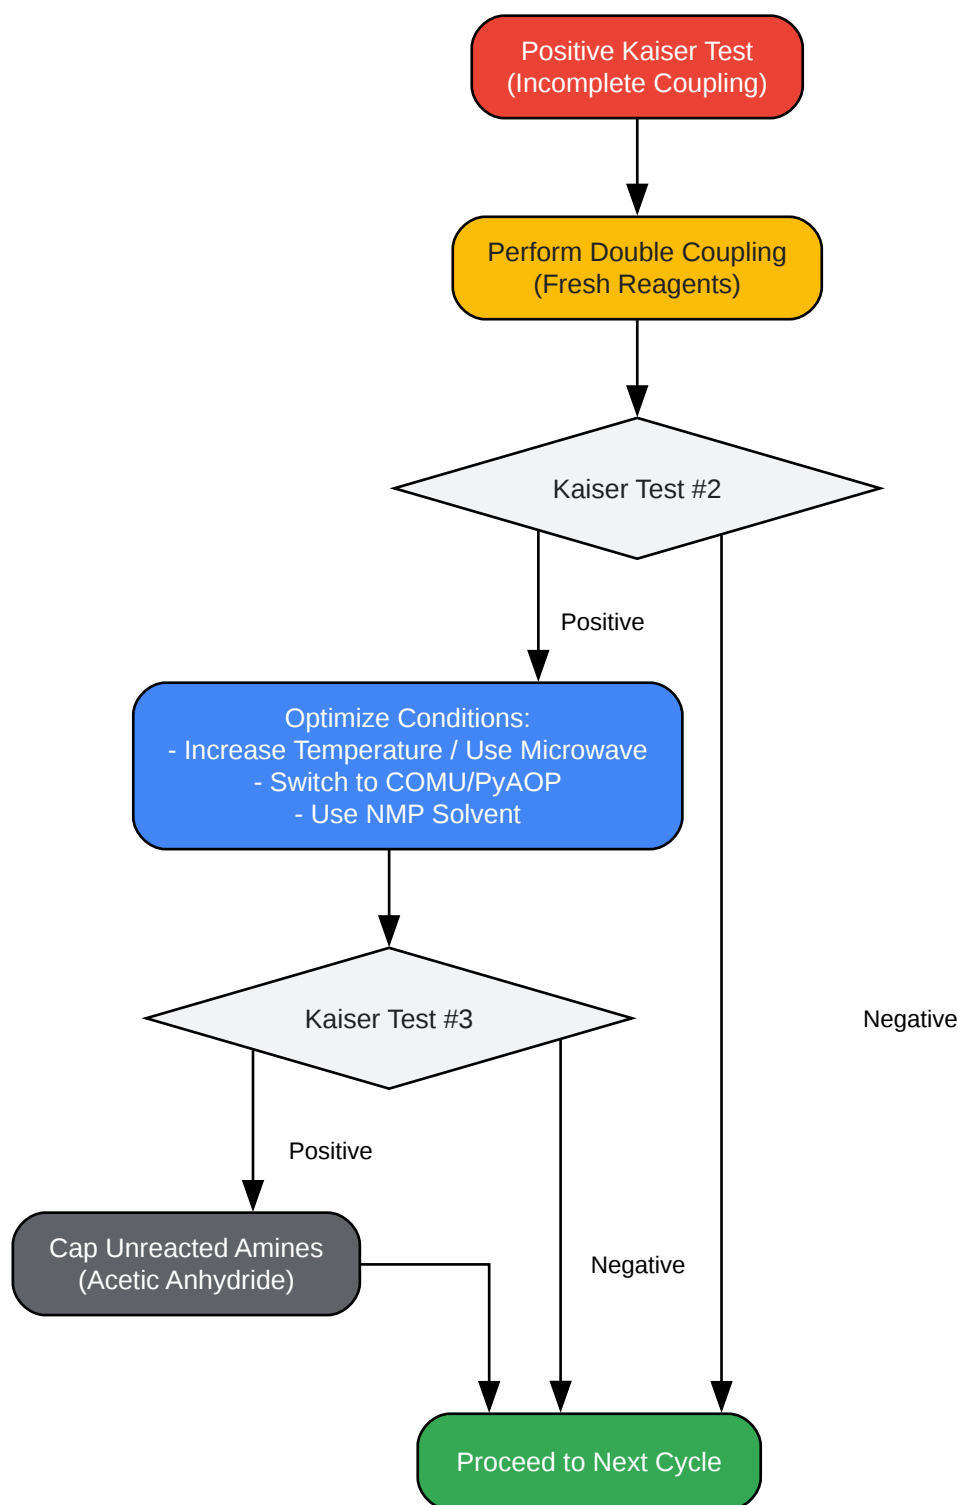 Positive Kaiser Test
(Incomplete Coupling)
Perform Double Coupling
(Fresh Reagents)
Kaiser Test #2
Positive
Optimize Conditions:
- Increase Temperature / Use Microwave
- Switch to COMU/PyAOP
- Use NMP Solvent
Kaiser Test #3
Negative
Positive
Cap Unreacted Amines
(Acetic Anhydride)
Negative
Proceed to Next Cycle